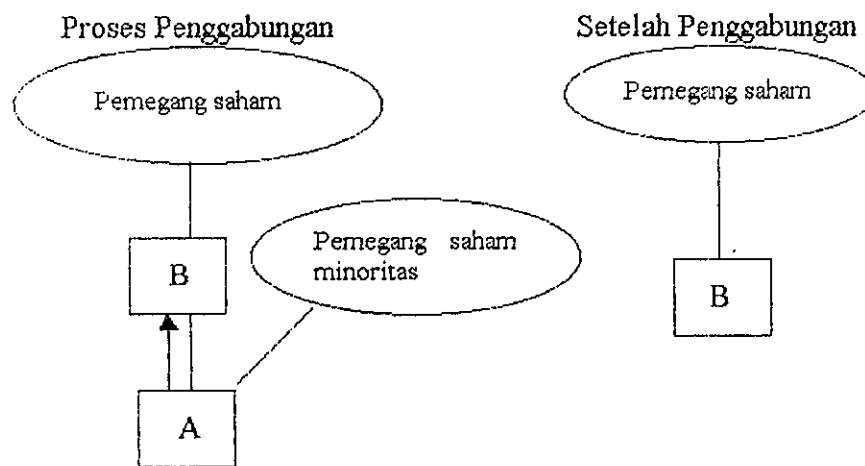 Proses Penggabungan
Pemegang saham
B
Pemegang saham
minoritas
A
Setelah Penggabungan
Pemegang saham
B